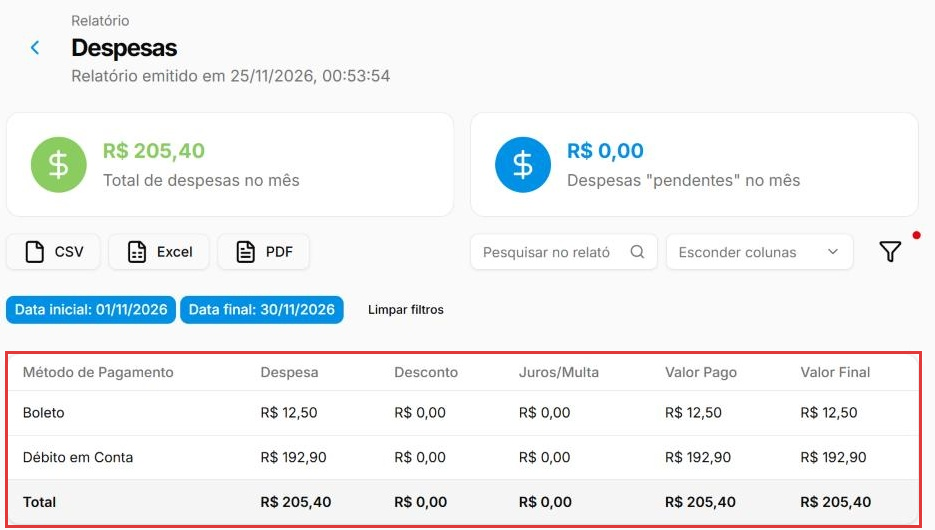 Relatório
Despesas
Relatório emitido em 25/11/2026, 00:53:54
R$ 205,40
Total de despesas no mês
R$ 0,00
Despesas "pendentes" no mês
CSV Excel PDF Pesquisar no relató Esconder colunas
Data inicial: 01/11/2026 Data final: 30/11/2026 Limpar filtros
Método de Pagamento Despesa Desconto Juros/Multa Valor Pago Valor Final
Boleto R$ 12,50 R$ 0,00 R$ 0,00 R$ 12,50 R$ 12,50
Débito em Conta R$ 192,90 R$ 0,00 R$ 0,00 R$ 192,90 R$ 192,90
Total R$ 205,40 R$ 0,00 R$ 0,00 R$ 205,40 R$ 205,40